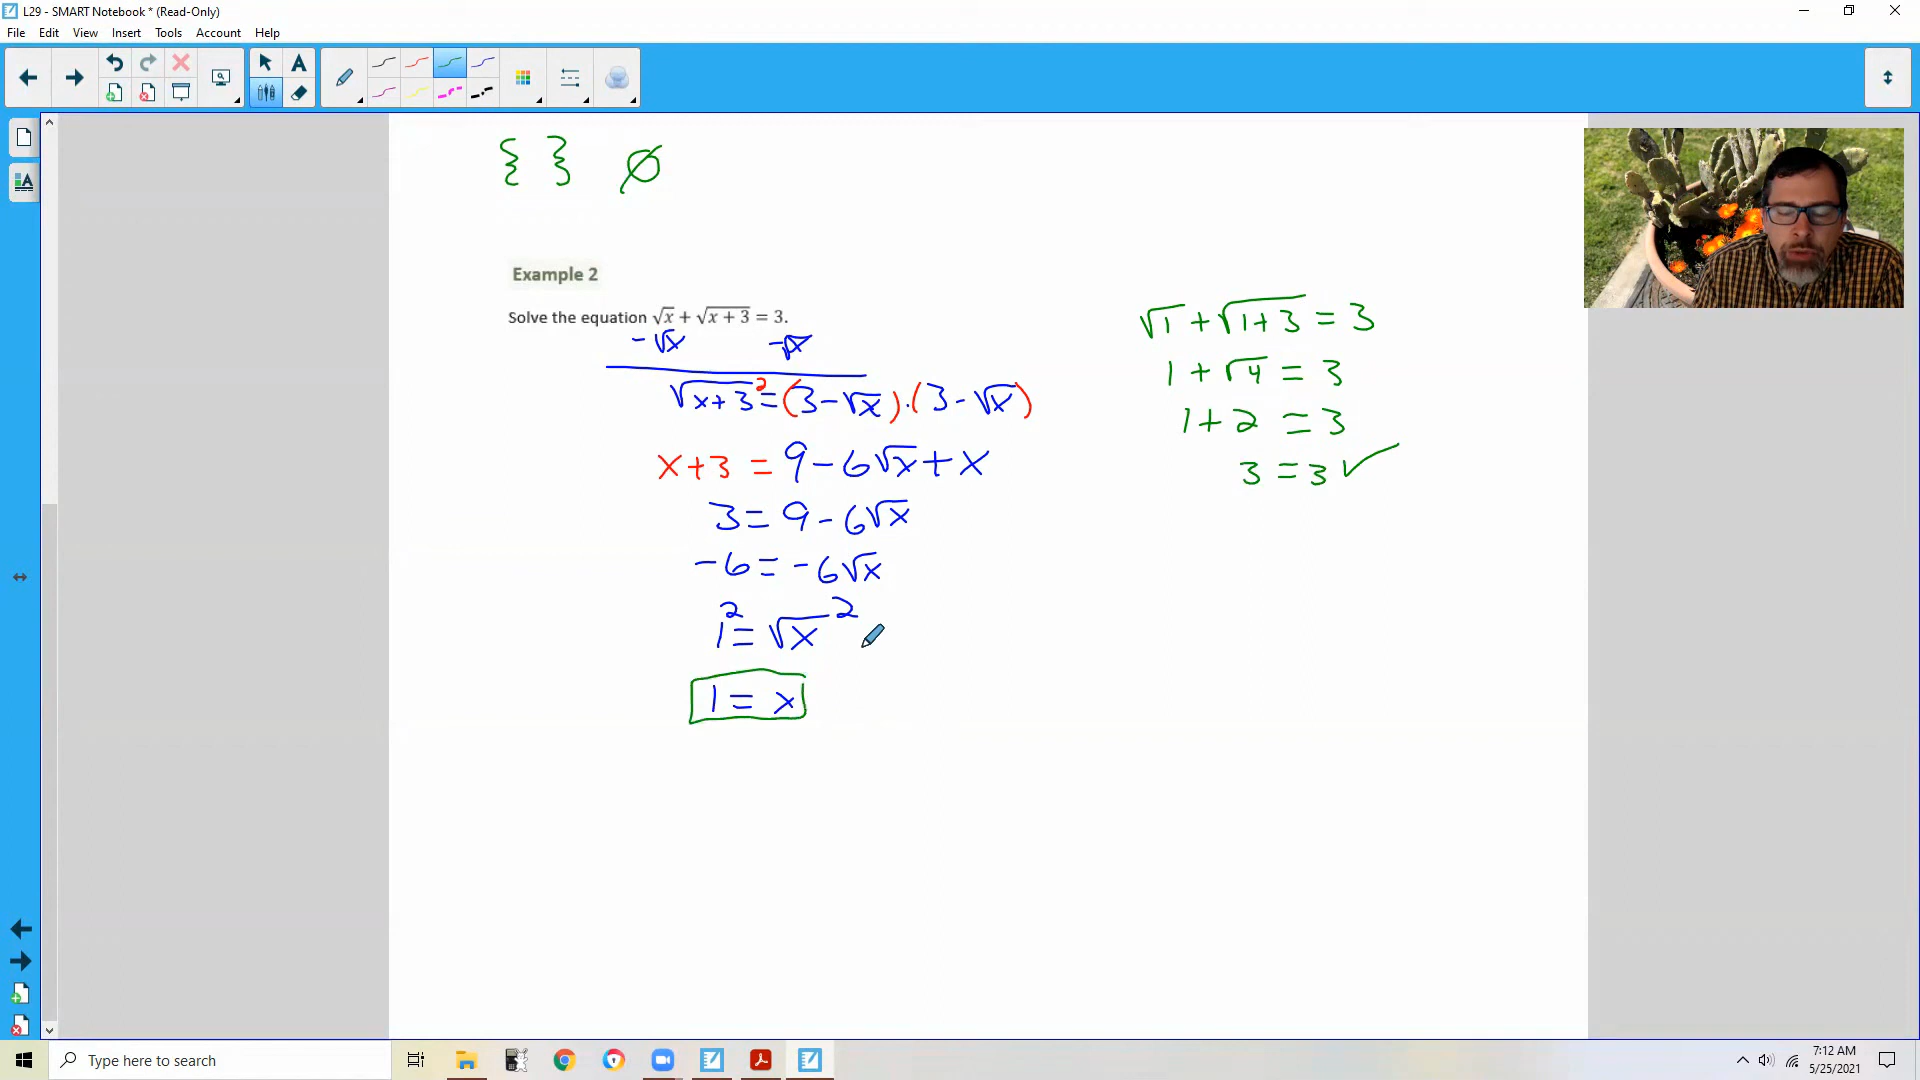 L29 - SMART Notebook * (Read-Only)
File Edit View Insert Tools Account Help
A
A
{ } ∅
Example 2
Solve the equation √x + √(x + 3) = 3.
-√x -√x
√(x+3)² = (3-√x)·(3-√x)
x+3 = 9-6√x+x
3 = 9-6√x
-6 = -6√x
1² = √x²
1 = x
√1 + √(1+3) = 3
1 + √4 = 3
1+2 = 3
3 = 3 ✓
Type here to search
7:12 AM
5/25/2021